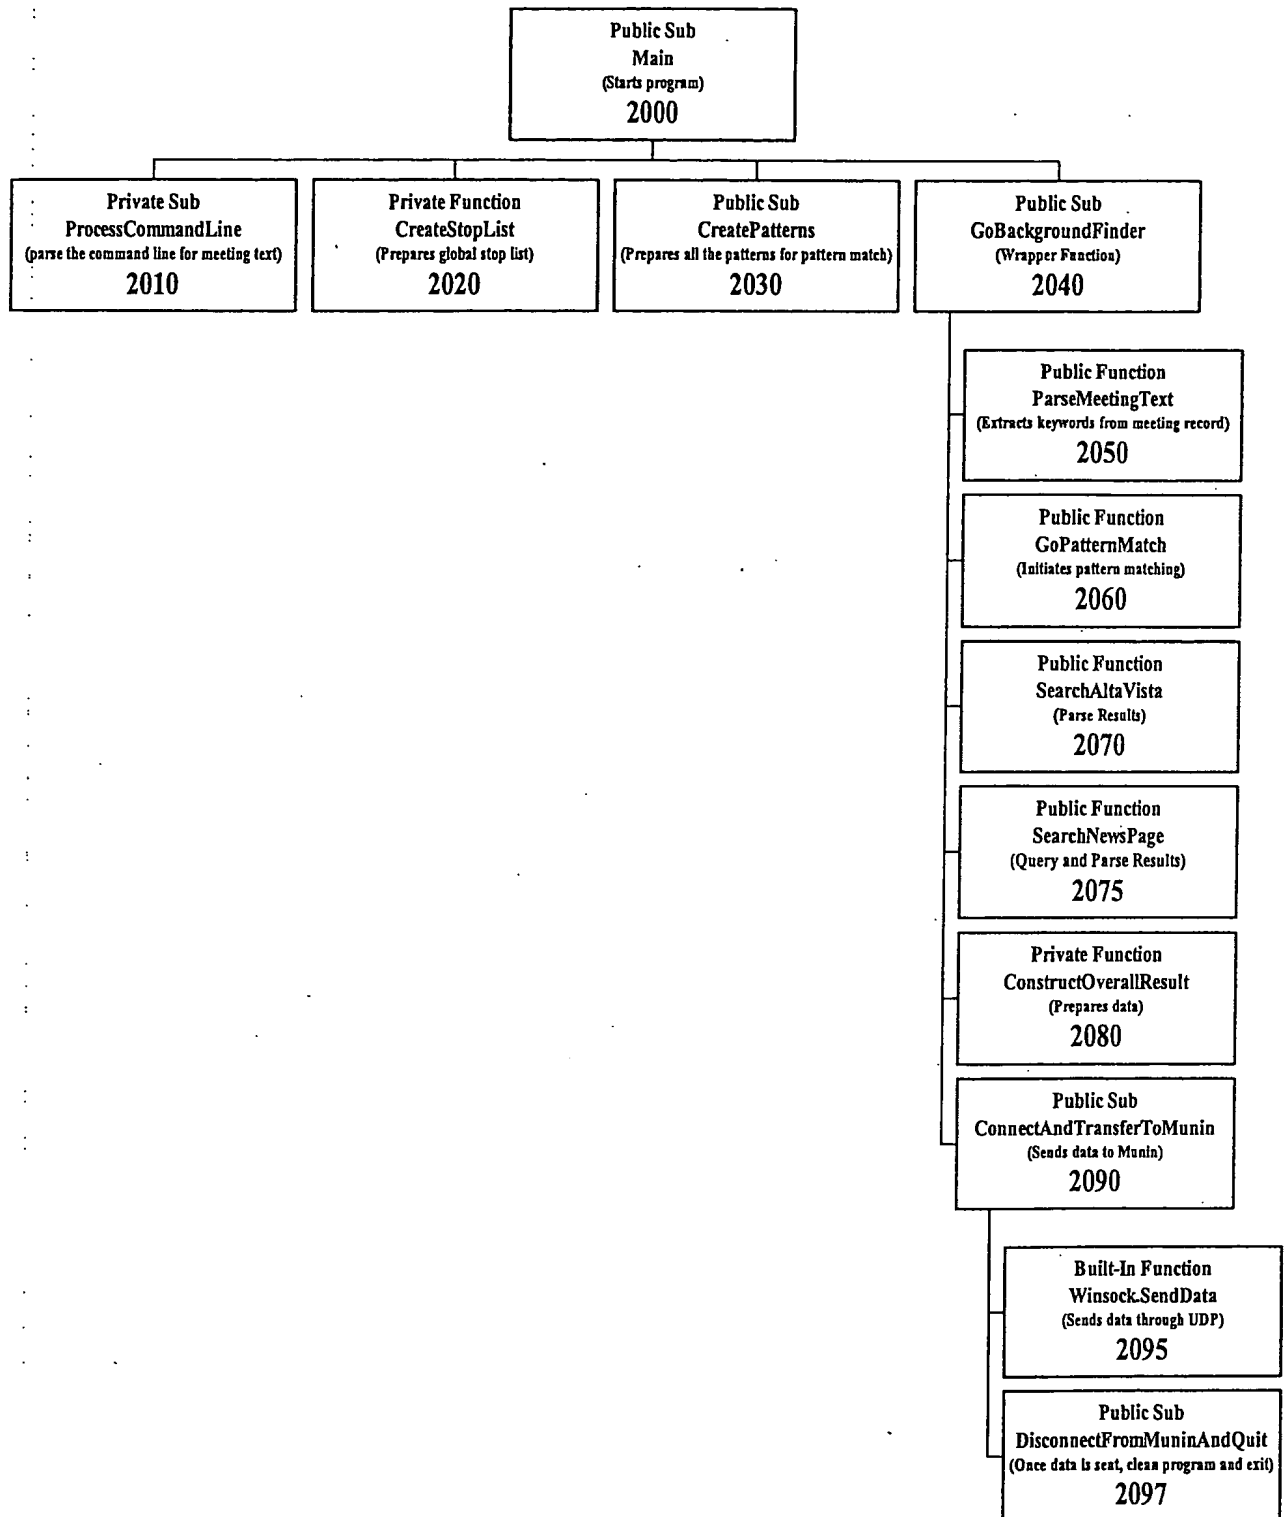 Public Sub
Main
(Starts program)
2000
Private Sub
ProcessCommandLine
(parse the command line for meeting text)
2010
Private Function
CreateStopList
(Prepares global stop list)
2020
Public Sub
CreatePatterns
(Prepares all the patterns for pattern match)
2030
Public Sub
GoBackgroundFinder
(Wrapper Function)
2040
Public Function
ParseMeetingText
(Extracts keywords from meeting record)
2050
Public Function
GoPatternMatch
(Initiates pattern matching)
2060
Public Function
SearchAltaVista
(Parse Results)
2070
Public Function
SearchNewsPage
(Query and Parse Results)
2075
Private Function
ConstructOverallResult
(Prepares data)
2080
Public Sub
ConnectAndTransferToMunin
(Sends data to Munin)
2090
Built-In Function
Winsock.SendData
(Sends data through UDP)
2095
Public Sub
DisconnectFromMuninAndQuit
(Once data is sent, clean program and exit)
2097